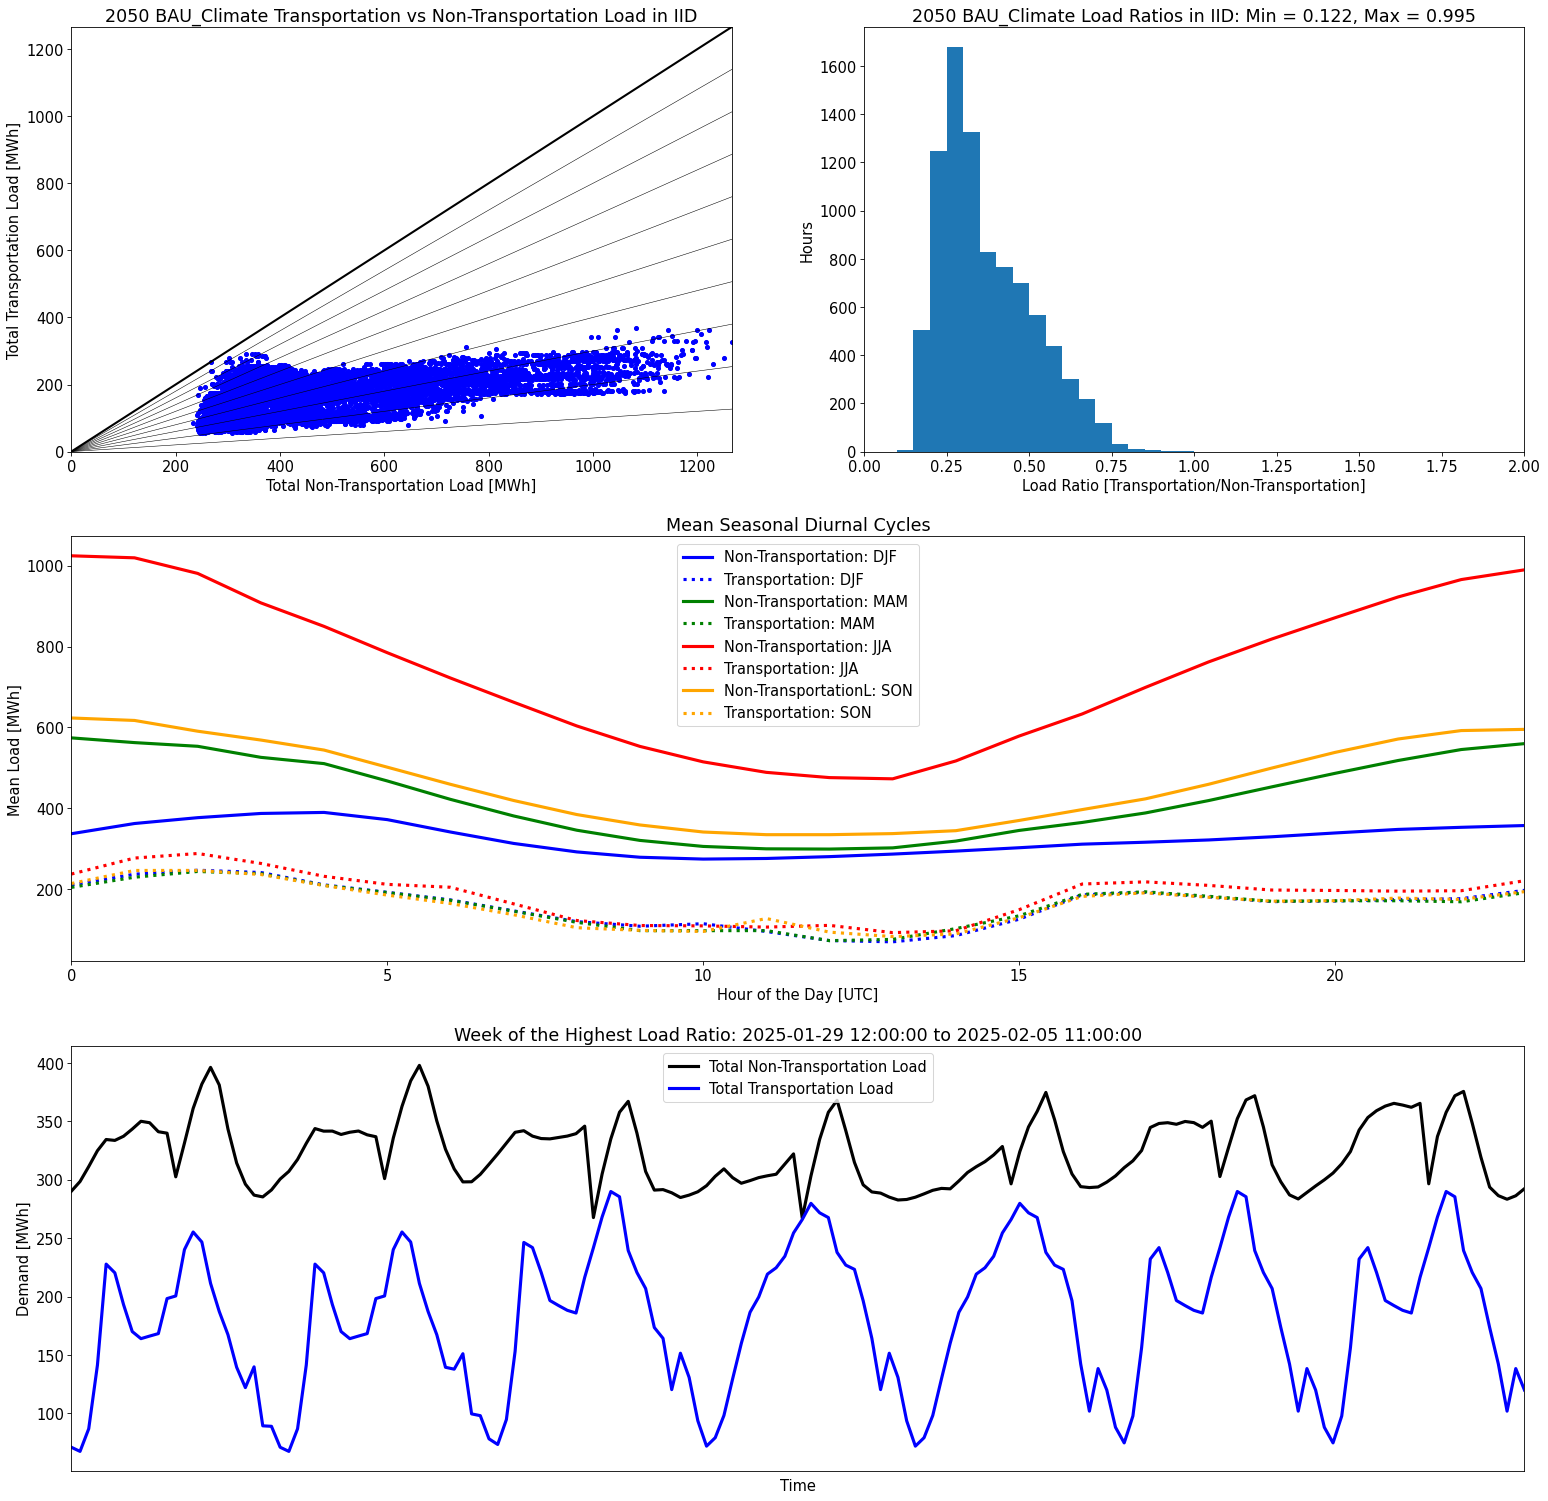 2050 BAU_Climate Transportation vs Non-Transportation Load in IID
1200
1000
800
600
400
200
0
Total Transportation Load [MWh]
0 200 400 600 800 1000 1200
Total Non-Transportation Load [MWh]
2050 BAU_Climate Load Ratios in IID: Min = 0.122, Max = 0.995
1600
1400
1200
1000
800
600
400
200
0
Hours
0.00 0.25 0.50 0.75 1.00 1.25 1.50 1.75 2.00
Load Ratio [Transportation/Non-Transportation]
Mean Seasonal Diurnal Cycles
Non-Transportation: DJF
Transportation: DJF
Non-Transportation: MAM
Transportation: MAM
Non-Transportation: JJA
Transportation: JJA
Non-TransportationL: SON
Transportation: SON
1000
800
600
400
200
Mean Load [MWh]
0 5 10 15 20
Hour of the Day [UTC]
Week of the Highest Load Ratio: 2025-01-29 12:00:00 to 2025-02-05 11:00:00
Total Non-Transportation Load
Total Transportation Load
400
350
300
250
200
150
100
Demand [MWh]
Time